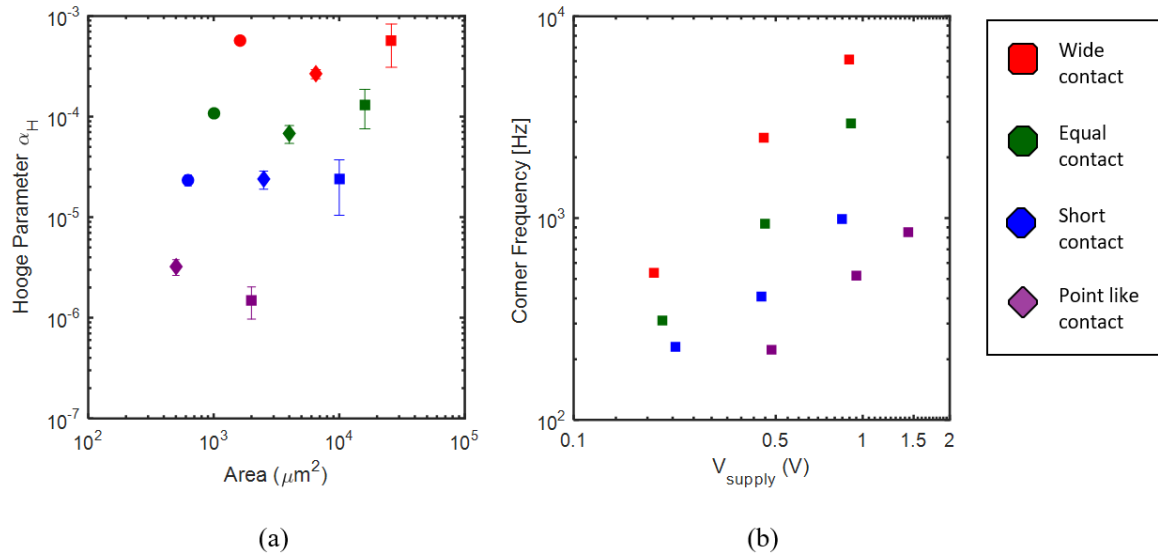 10⁻³
10⁻⁴
10⁻⁵
10⁻⁶
10⁻⁷
Hooge Parameter α_H
10² 10³ 10⁴ 10⁵
Area (μm²)
(a)
10⁴
10³
10²
Corner Frequency [Hz]
0.1 0.5 1 1.5 2
V_supply (V)
(b)
Wide
contact
Equal
contact
Short
contact
Point like
contact